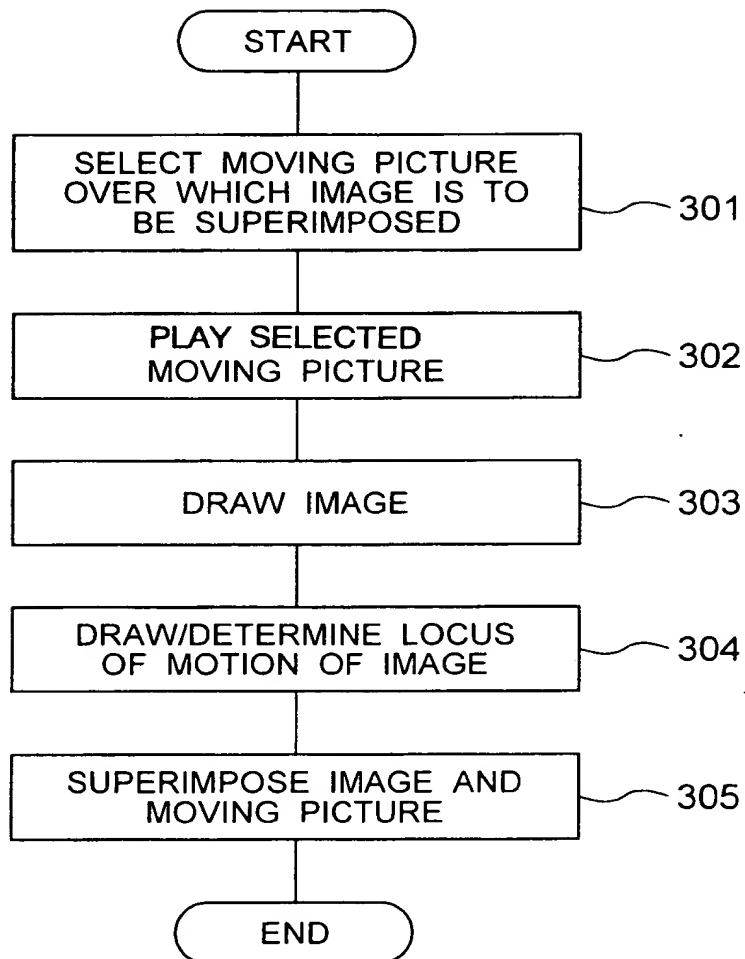 START
SELECT MOVING PICTURE
OVER WHICH IMAGE IS TO
BE SUPERIMPOSED
301
PLAY SELECTED
MOVING PICTURE
302
DRAW IMAGE
303
DRAW/DETERMINE LOCUS
OF MOTION OF IMAGE
304
SUPERIMPOSE IMAGE AND
MOVING PICTURE
305
END